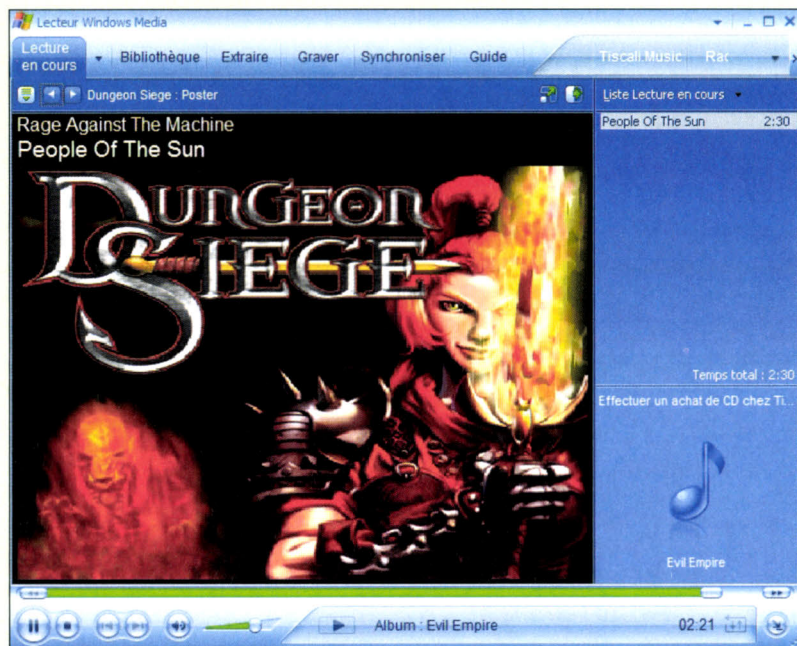 Lecteur Windows Media
Lecture en cours
Bibliothèque
Extraire
Graver
Synchroniser
Guide
Tiscali.Music
Rac
Dungeon Siege : Poster
Liste Lecture en cours
Rage Against The Machine
People Of The Sun
DUNGEON
SIEGE
People Of The Sun 2:30
Temps total : 2:30
Effectuer un achat de CD chez Ti...
Evil Empire
Album : Evil Empire
02:21